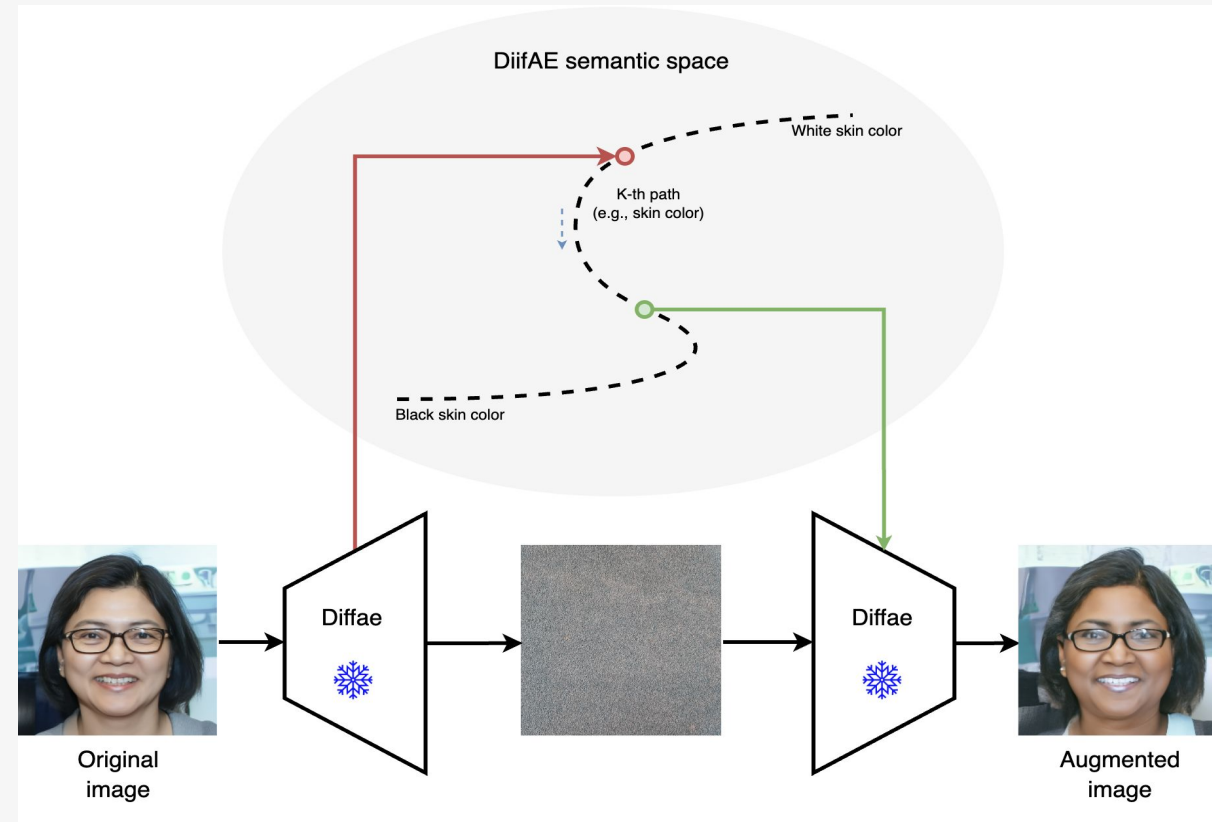 DiifAE semantic space
White skin color
K-th path
(e.g., skin color)
Black skin color
Diffae
Diffae
Original
image
Augmented
image